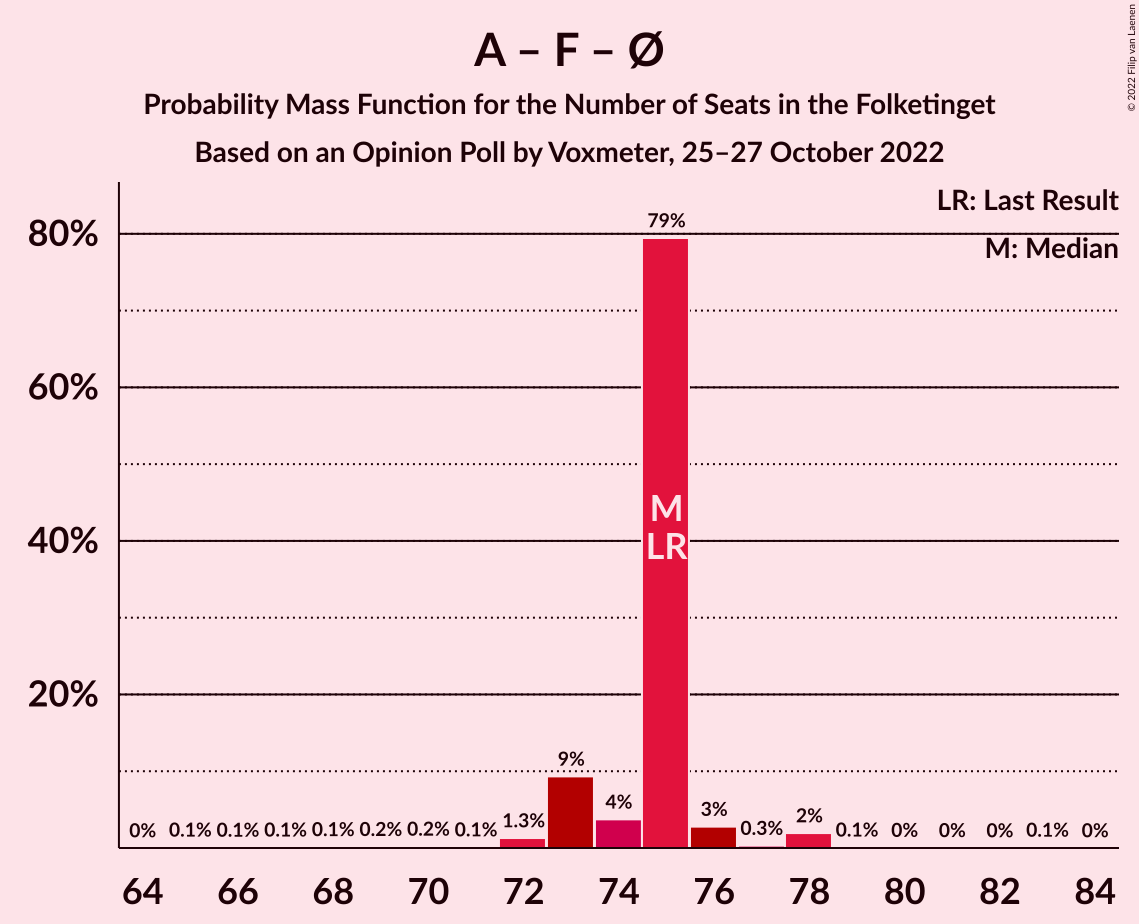 A – F – Ø
Probability Mass Function for the Number of Seats in the Folketinget
Based on an Opinion Poll by Voxmeter, 25–27 October 2022
© 2022 Filip van Laenen
LR: Last Result
M: Median
80%
60%
40%
20%
0%
0.1%
0.1%
0.1%
0.1%
0.2%
0.2%
0.1%
1.3%
9%
4%
79%
M
LR
3%
0.3%
2%
0.1%
0%
0%
0%
0.1%
0%
64 66 68 70 72 74 76 78 80 82 84